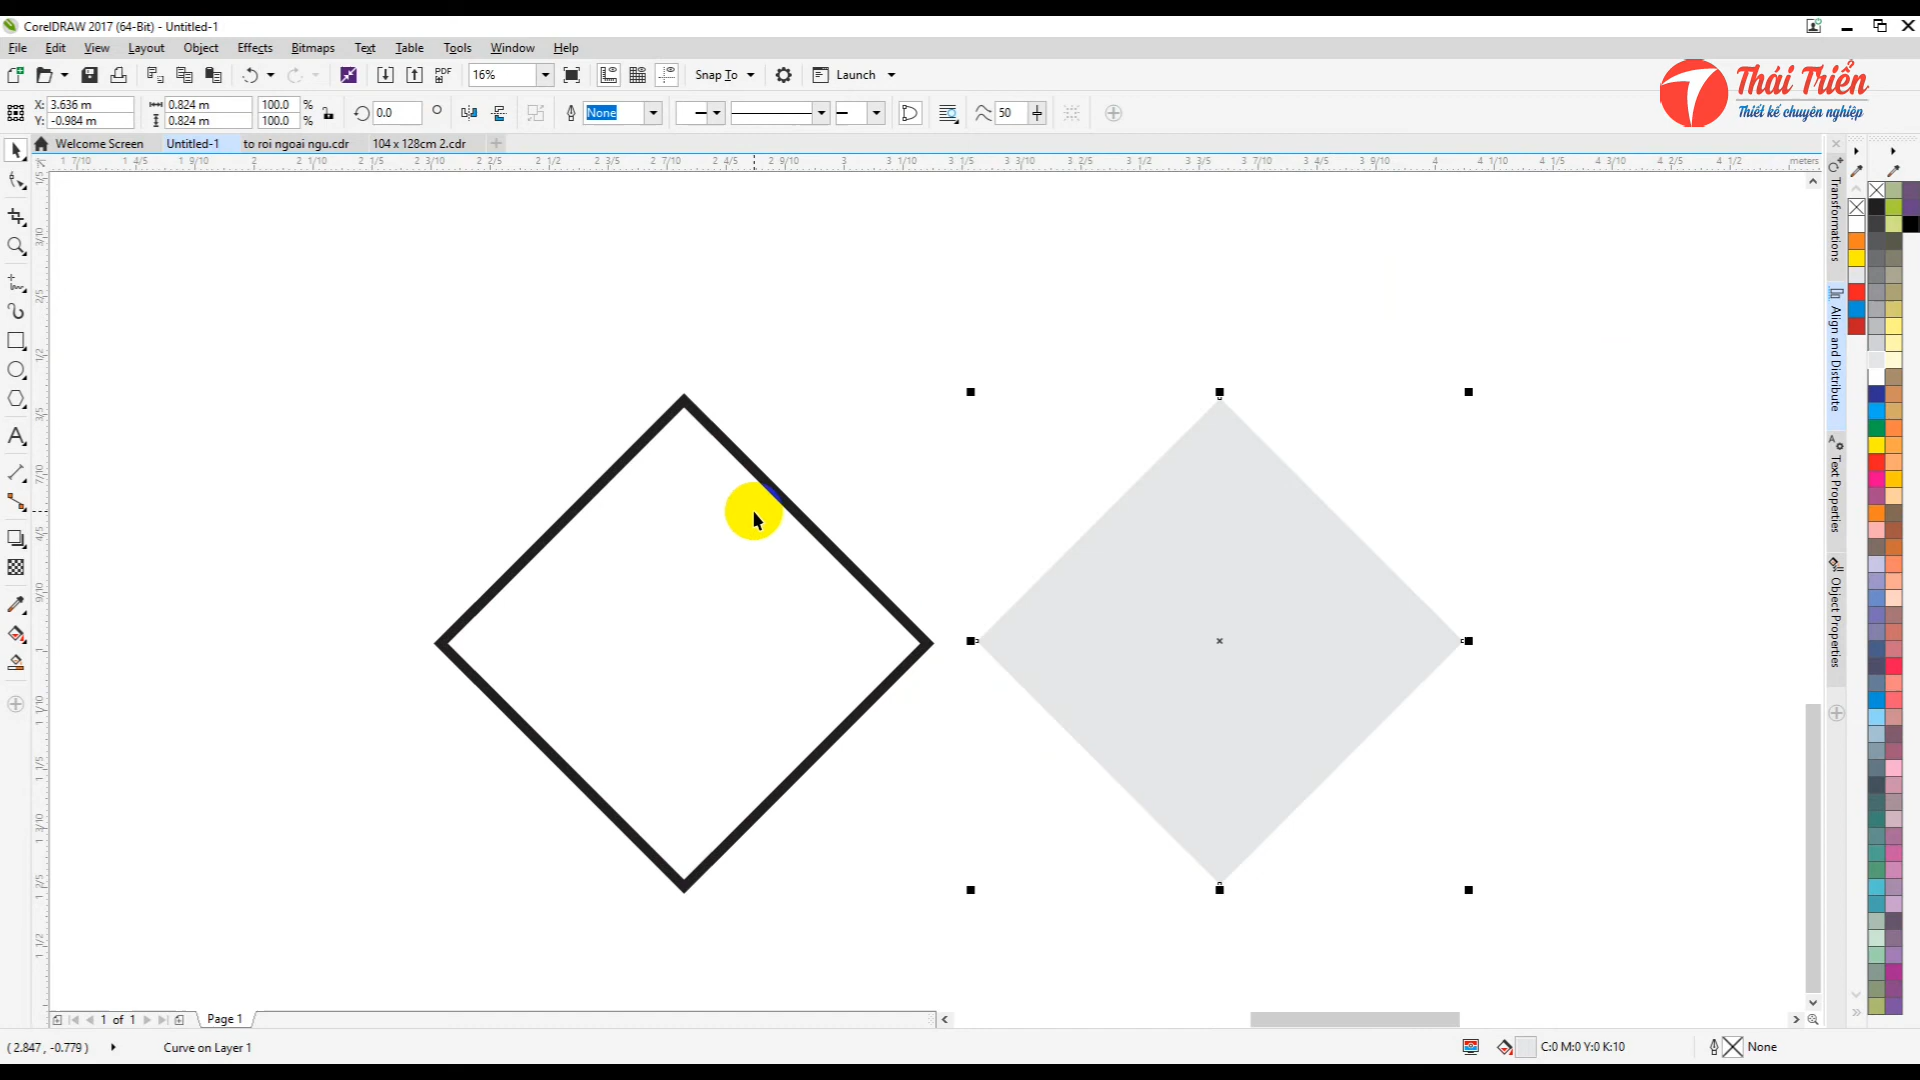 CorelDRAW 2017 (64-Bit) - Untitled-1
File Edit View Layout Object Effects Bitmaps Text Table Tools Window Help
PDF 16% Snap To Launch
Thái Triển
Thiết kế chuyên nghiệp
X: 3.636 m 0.824 m 100.0 % 0.0 None 50
Y: -0.984 m 0.824 m 100.0 %
Welcome Screen Untitled-1 to roi ngoai ngu.cdr 104 x 128cm 2.cdr
1 7/10 1 4/5 1 9/10 2 2 1/10 2 1/5 2 3/10 2 2/5 2 1/2 2 3/5 2 7/10 2 4/5 2 9/10 3 3 1/10 3 1/5 3 3/10 3 2/5 3 1/2 3 3/5 3 7/10 3 4/5 3 9/10 4 4 1/10 4 1/5 4 3/10 4 2/5 4 1/2 meters
Transformations
Align and Distribute
Text Properties
Object Properties
1 of 1 Page 1
( 2.847 , -0.779 ) Curve on Layer 1 C:0 M:0 Y:0 K:10 None